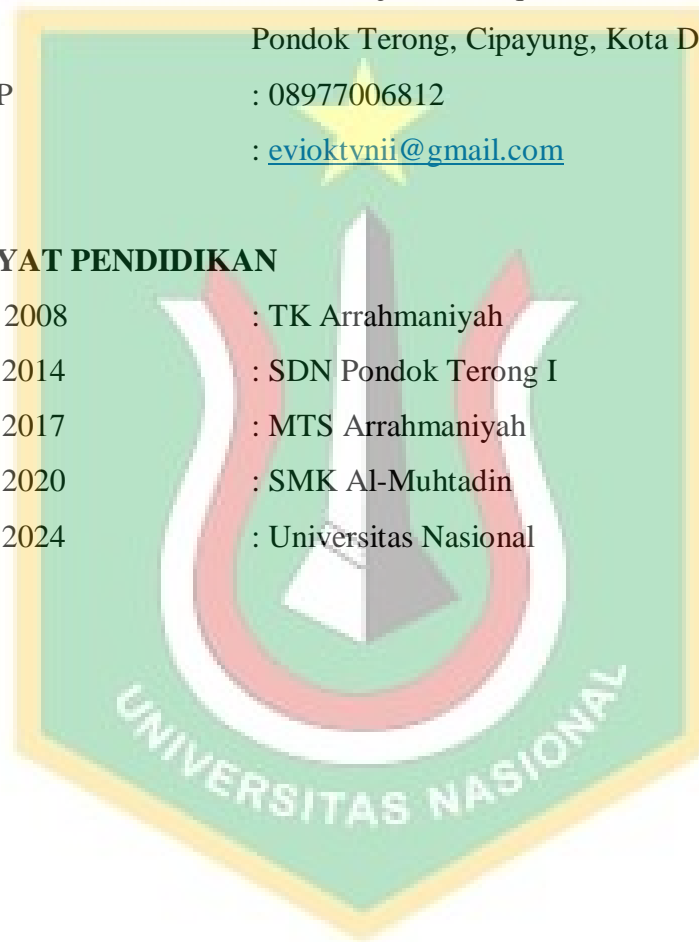 Pondok Terong, Cipayung, Kota D
P : 08977006812
: evioktvnii@gmail.com
YAT PENDIDIKAN
2008 : TK Arrahmaniyah
2014 : SDN Pondok Terong I
2017 : MTS Arrahmaniyah
2020 : SMK Al-Muhtadin
2024 : Universitas Nasional
UNIVERSITAS NASIONAL